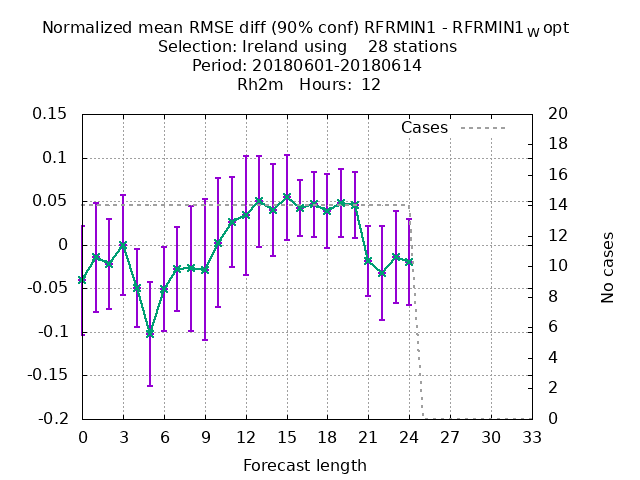 Normalized mean RMSE diff (90% conf) RFRMIN1 - RFRMIN1W opt
Selection: Ireland using 28 stations
Period: 20180601-20180614
Rh2m Hours: 12
Cases
0.15
0.1
0.05
0
-0.05
-0.1
-0.15
-0.2
20
18
16
14
12
10
8
6
4
2
0
No cases
0 3 6 9 12 15 18 21 24 27 30 33
Forecast length